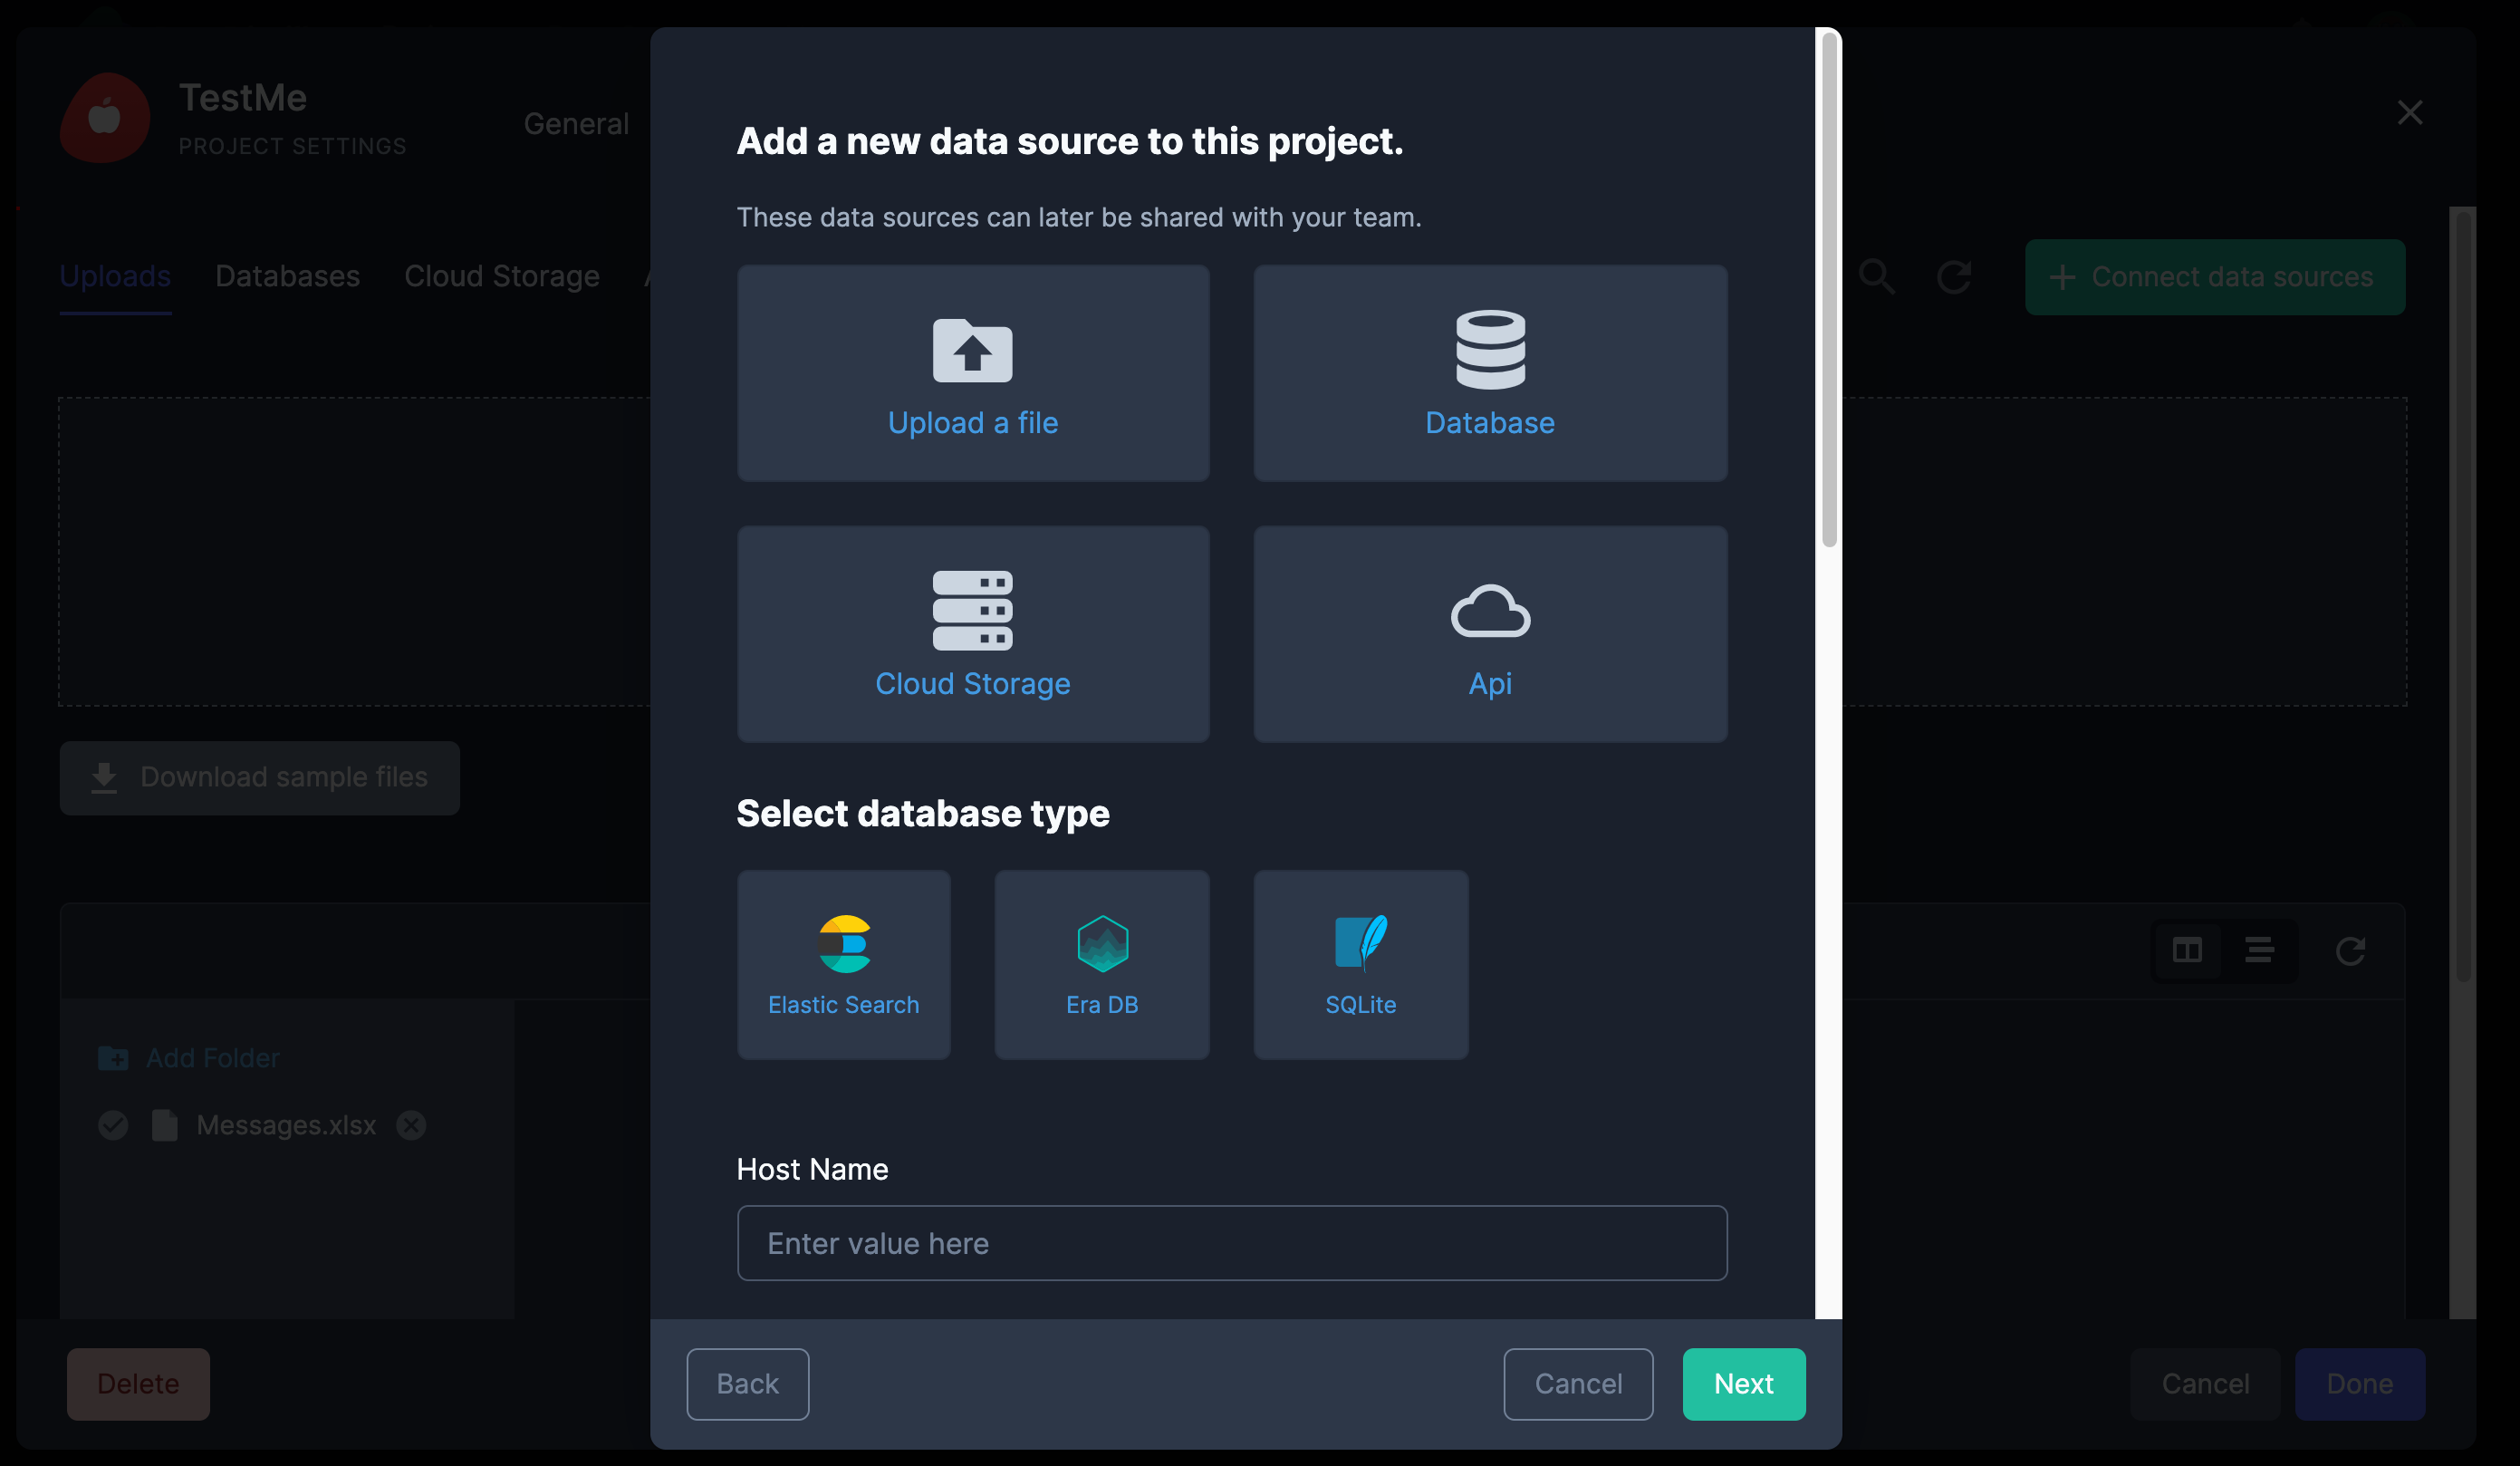 TestMe
PROJECT SETTINGS
General
Uploads
Databases
Cloud Storage
Connect data sources
Download sample files
Add Folder
Messages.xlsx
Delete
Cancel
Done
Add a new data source to this project.
These data sources can later be shared with your team.
Upload a file
Database
Cloud Storage
Api
Select database type
Elastic Search
Era DB
SQLite
Host Name
Enter value here
Back
Cancel
Next